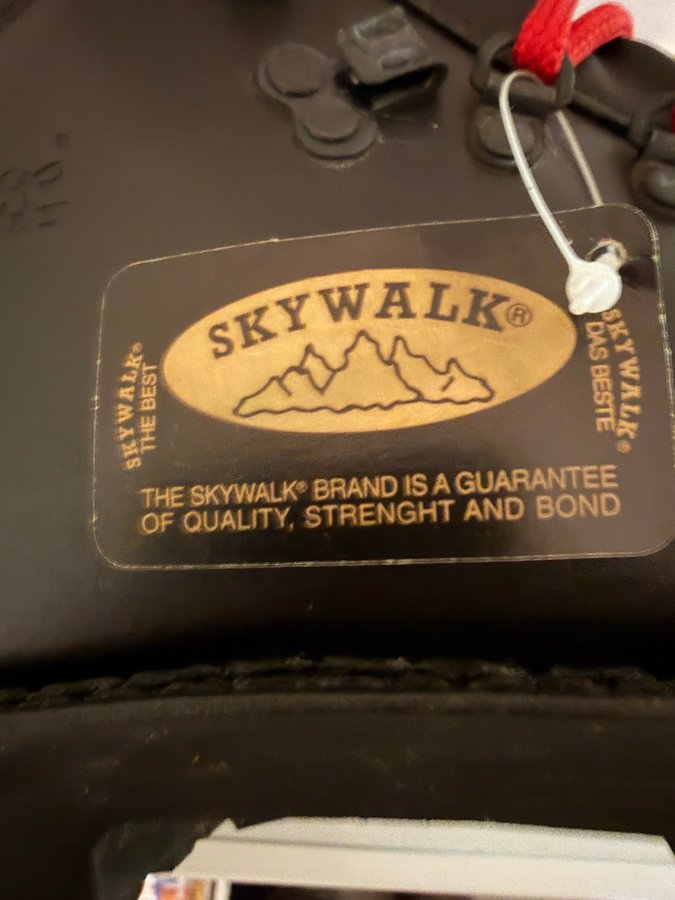 SKYWALK®
SKYWALK®
THE BEST
SKYWALK®
DAS BESTE
THE SKYWALK® BRAND IS A GUARANTEE
OF QUALITY, STRENGHT AND BOND